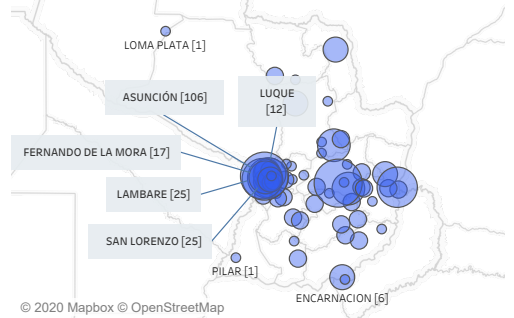 LOMA PLATA [1]
ASUNCIÓN [106]
LUQUE
[12]
FERNANDO DE LA MORA [17]
LAMBARE [25]
SAN LORENZO [25]
PILAR [1]
ENCARNACION [6]
© 2020 Mapbox © OpenStreetMap